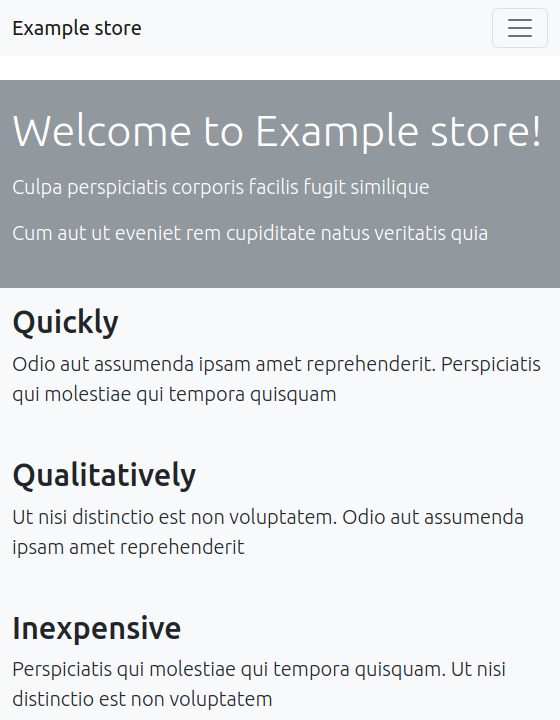 Example store
Welcome to Example store!
Culpa perspiciatis corporis facilis fugit similique
Cum aut ut eveniet rem cupiditate natus veritatis quia
Quickly
Odio aut assumenda ipsam amet reprehenderit. Perspiciatis
qui molestiae qui tempora quisquam
Qualitatively
Ut nisi distinctio est non voluptatem. Odio aut assumenda
ipsam amet reprehenderit
Inexpensive
Perspiciatis qui molestiae qui tempora quisquam. Ut nisi
distinctio est non voluptatem